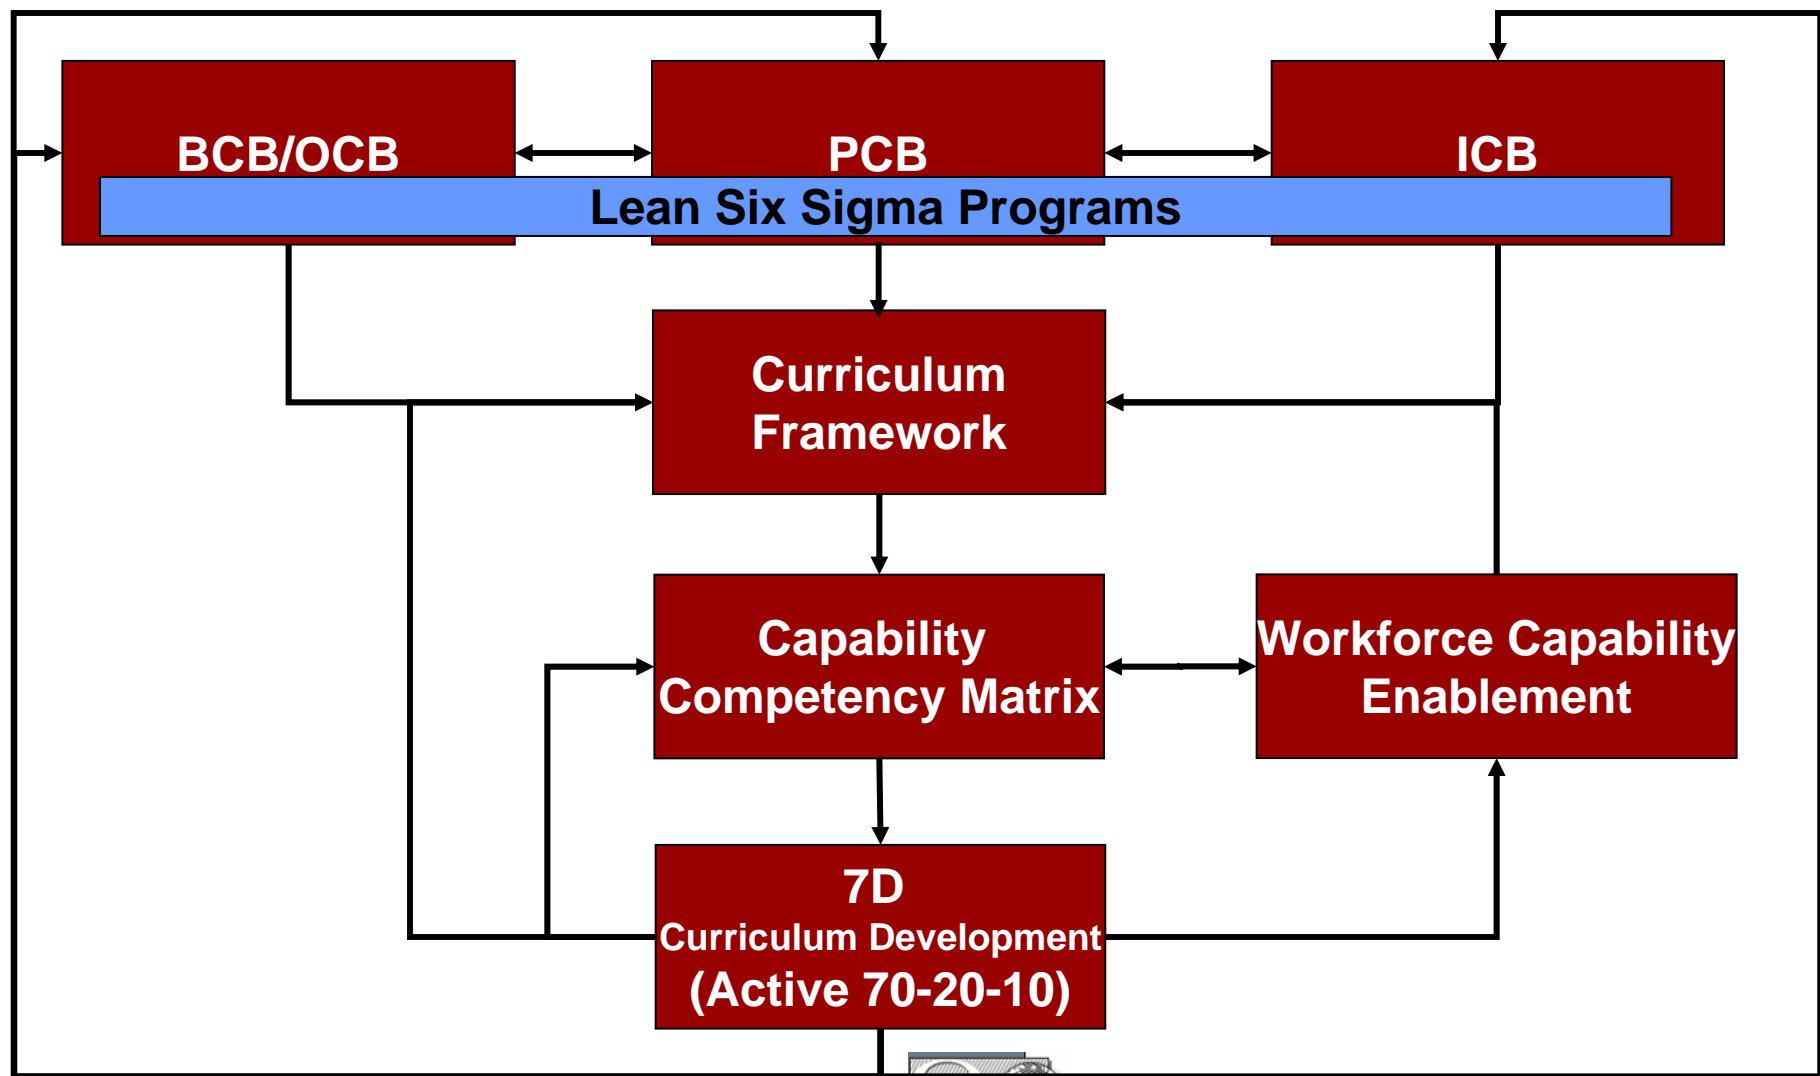 BCB/OCB
PCB
ICB
Lean Six Sigma Programs
Curriculum
Framework
Capability
Competency Matrix
Workforce Capability
Enablement
7D
Curriculum Development
(Active 70-20-10)